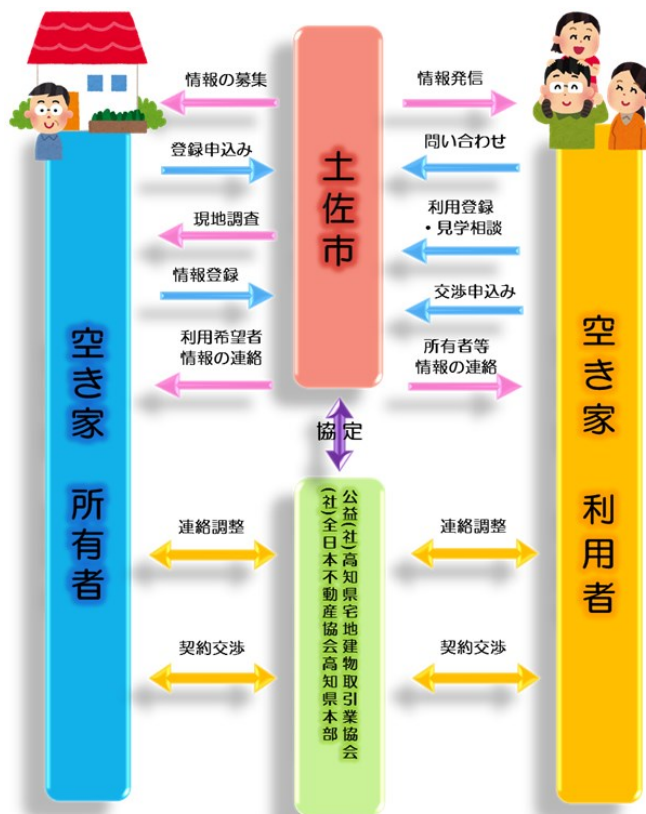 情報の募集
情報発信
登録申込み
問い合わせ
土佐市
現地調査
利用登録
・見学相談
情報登録
交渉申込み
利用希望者
情報の連絡
所有者等
情報の連絡
空き家 所有者
空き家 利用者
協定
公益(社)高知県宅地建物取引業協会
(社)全日本不動産協会高知県本部
連絡調整
連絡調整
契約交渉
契約交渉